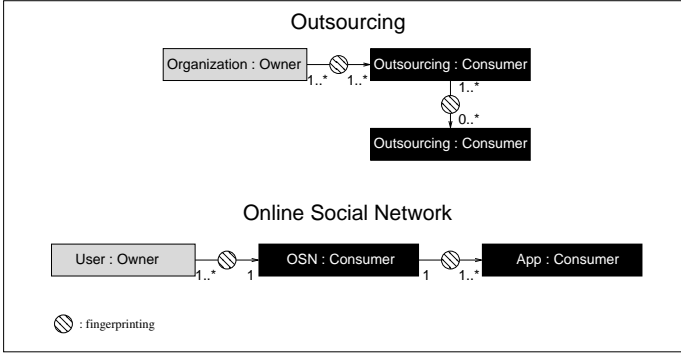 Outsourcing
Organization : Owner
1..*
1..*
Outsourcing : Consumer
1..*
0..*
Outsourcing : Consumer
Online Social Network
User : Owner
1..*
1
OSN : Consumer
1
1..*
App : Consumer
: fingerprinting